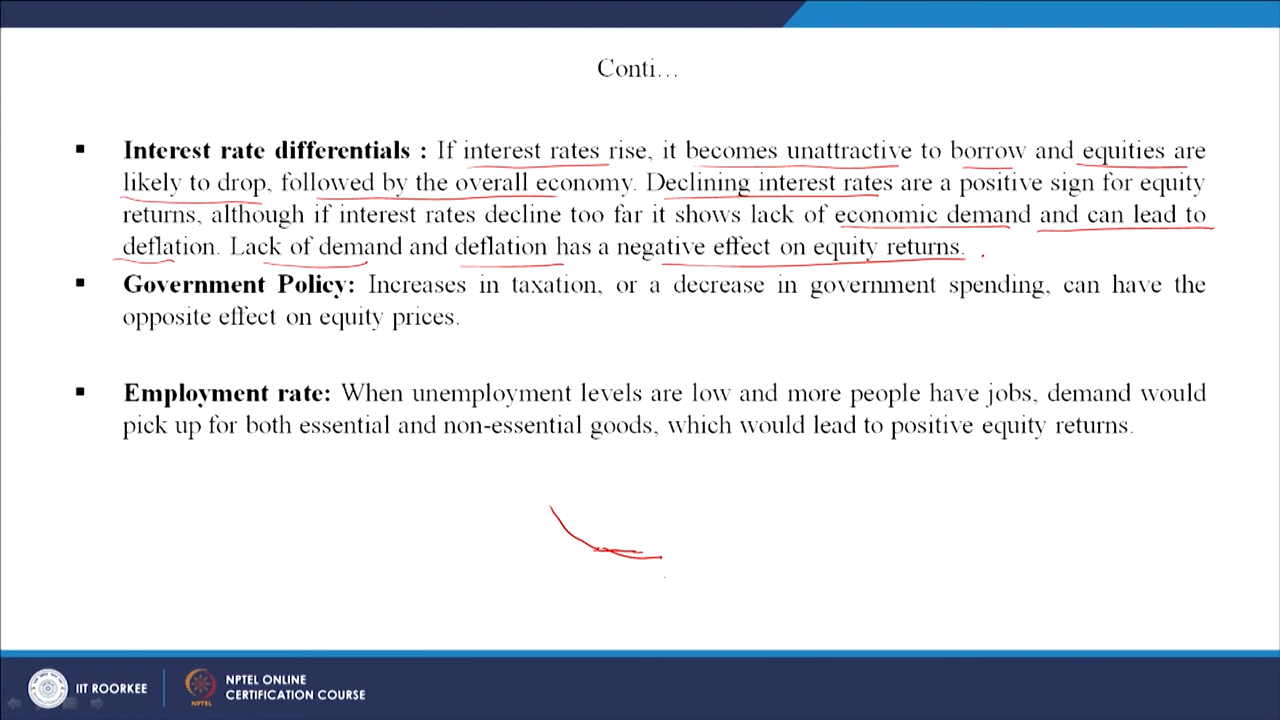 Conti...
▪ Interest rate differentials : If interest rates rise, it becomes unattractive to borrow and equities are
likely to drop, followed by the overall economy. Declining interest rates are a positive sign for equity
returns, although if interest rates decline too far it shows lack of economic demand and can lead to
deflation. Lack of demand and deflation has a negative effect on equity returns.
▪ Government Policy: Increases in taxation, or a decrease in government spending, can have the
opposite effect on equity prices.
▪ Employment rate: When unemployment levels are low and more people have jobs, demand would
pick up for both essential and non-essential goods, which would lead to positive equity returns.
IIT ROORKEE
NPTEL
NPTEL ONLINE
CERTIFICATION COURSE